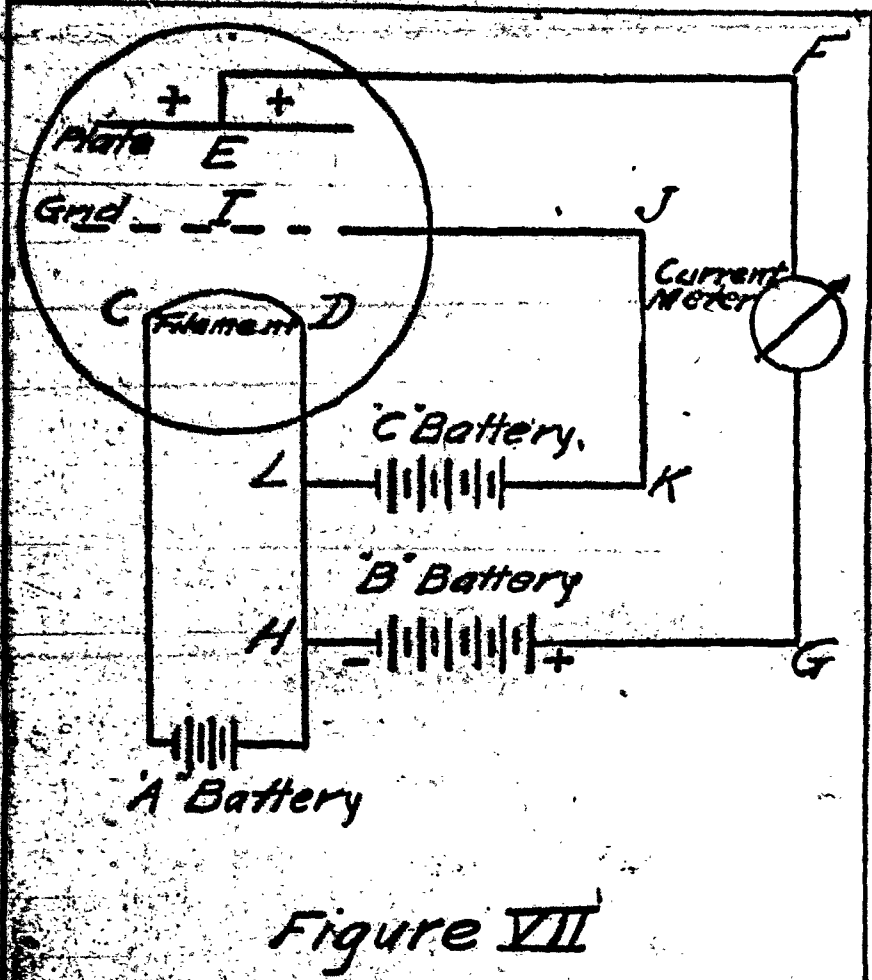 F
+ +
Plate E
Grid I J
Current
Meter
C Filament D
"C" Battery.
L K
"B" Battery
H - + G
"A" Battery
Figure VII